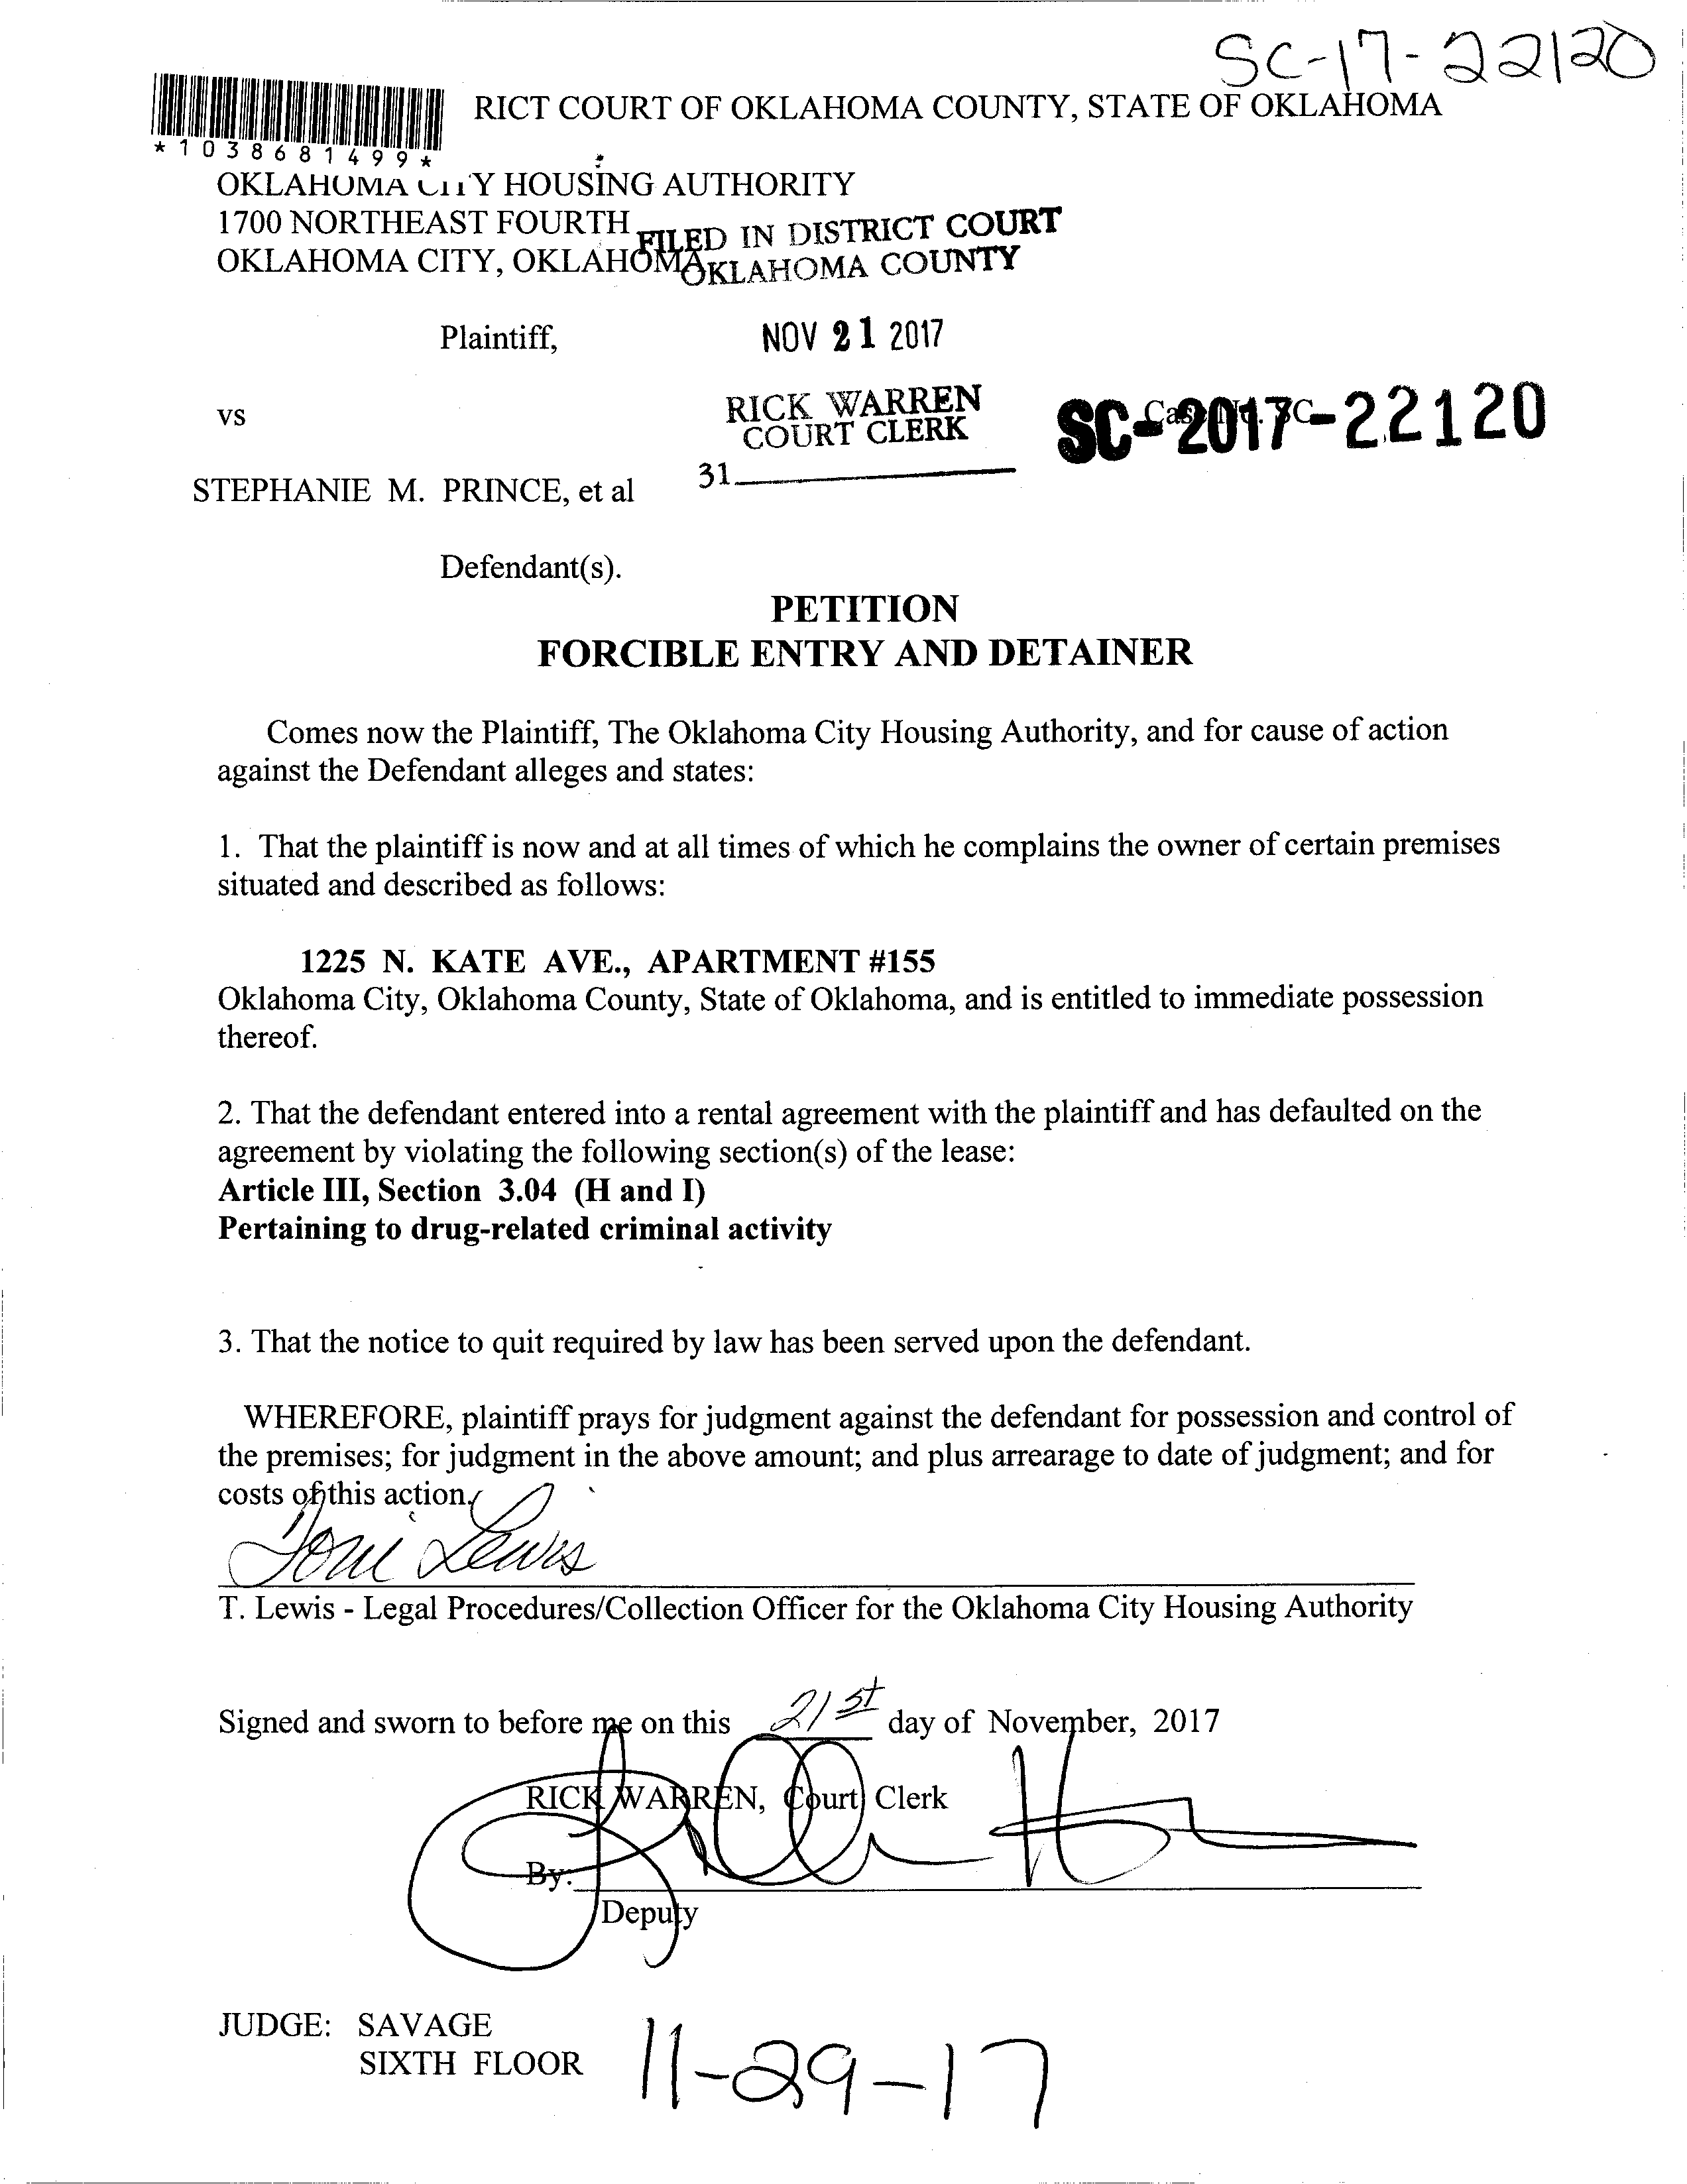 SC-17-22120
RICT COURT OF OKLAHOMA COUNTY, STATE OF OKLAHOMA
*1038681499*
OKLAHOMA CITY HOUSING AUTHORITY
1700 NORTHEAST FOURTH
OKLAHOMA CITY, OKLAHOMA
FILED IN DISTRICT COURT
OKLAHOMA COUNTY
Plaintiff,
NOV 21 2017
vs
RICK WARREN
COURT CLERK
Case No. SC-
SC-2017-22120
31
STEPHANIE M. PRINCE, et al
Defendant(s).
PETITION
FORCIBLE ENTRY AND DETAINER
Comes now the Plaintiff, The Oklahoma City Housing Authority, and for cause of action
against the Defendant alleges and states:
1. That the plaintiff is now and at all times of which he complains the owner of certain premises
situated and described as follows:
1225 N. KATE AVE., APARTMENT #155
Oklahoma City, Oklahoma County, State of Oklahoma, and is entitled to immediate possession
thereof.
2. That the defendant entered into a rental agreement with the plaintiff and has defaulted on the
agreement by violating the following section(s) of the lease:
Article III, Section 3.04 (H and I)
Pertaining to drug-related criminal activity
3. That the notice to quit required by law has been served upon the defendant.
WHEREFORE, plaintiff prays for judgment against the defendant for possession and control of
the premises; for judgment in the above amount; and plus arrearage to date of judgment; and for
costs of this action.
Toni Lewis
T. Lewis - Legal Procedures/Collection Officer for the Oklahoma City Housing Authority
Signed and sworn to before me on this 21st day of November, 2017
RICK WARREN, Court Clerk
By:
Deputy
JUDGE: SAVAGE
SIXTH FLOOR
11-29-17